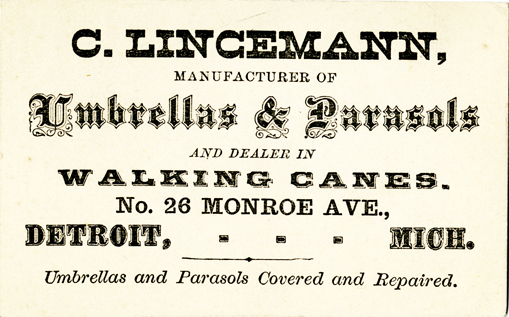 C. LINCEMANN,
MANUFACTURER OF
Umbrellas & Parasols
AND DEALER IN
WALKING CANES.
No. 26 MONROE AVE.,
DETROIT, - - - MICH.
Umbrellas and Parasols Covered and Repaired.